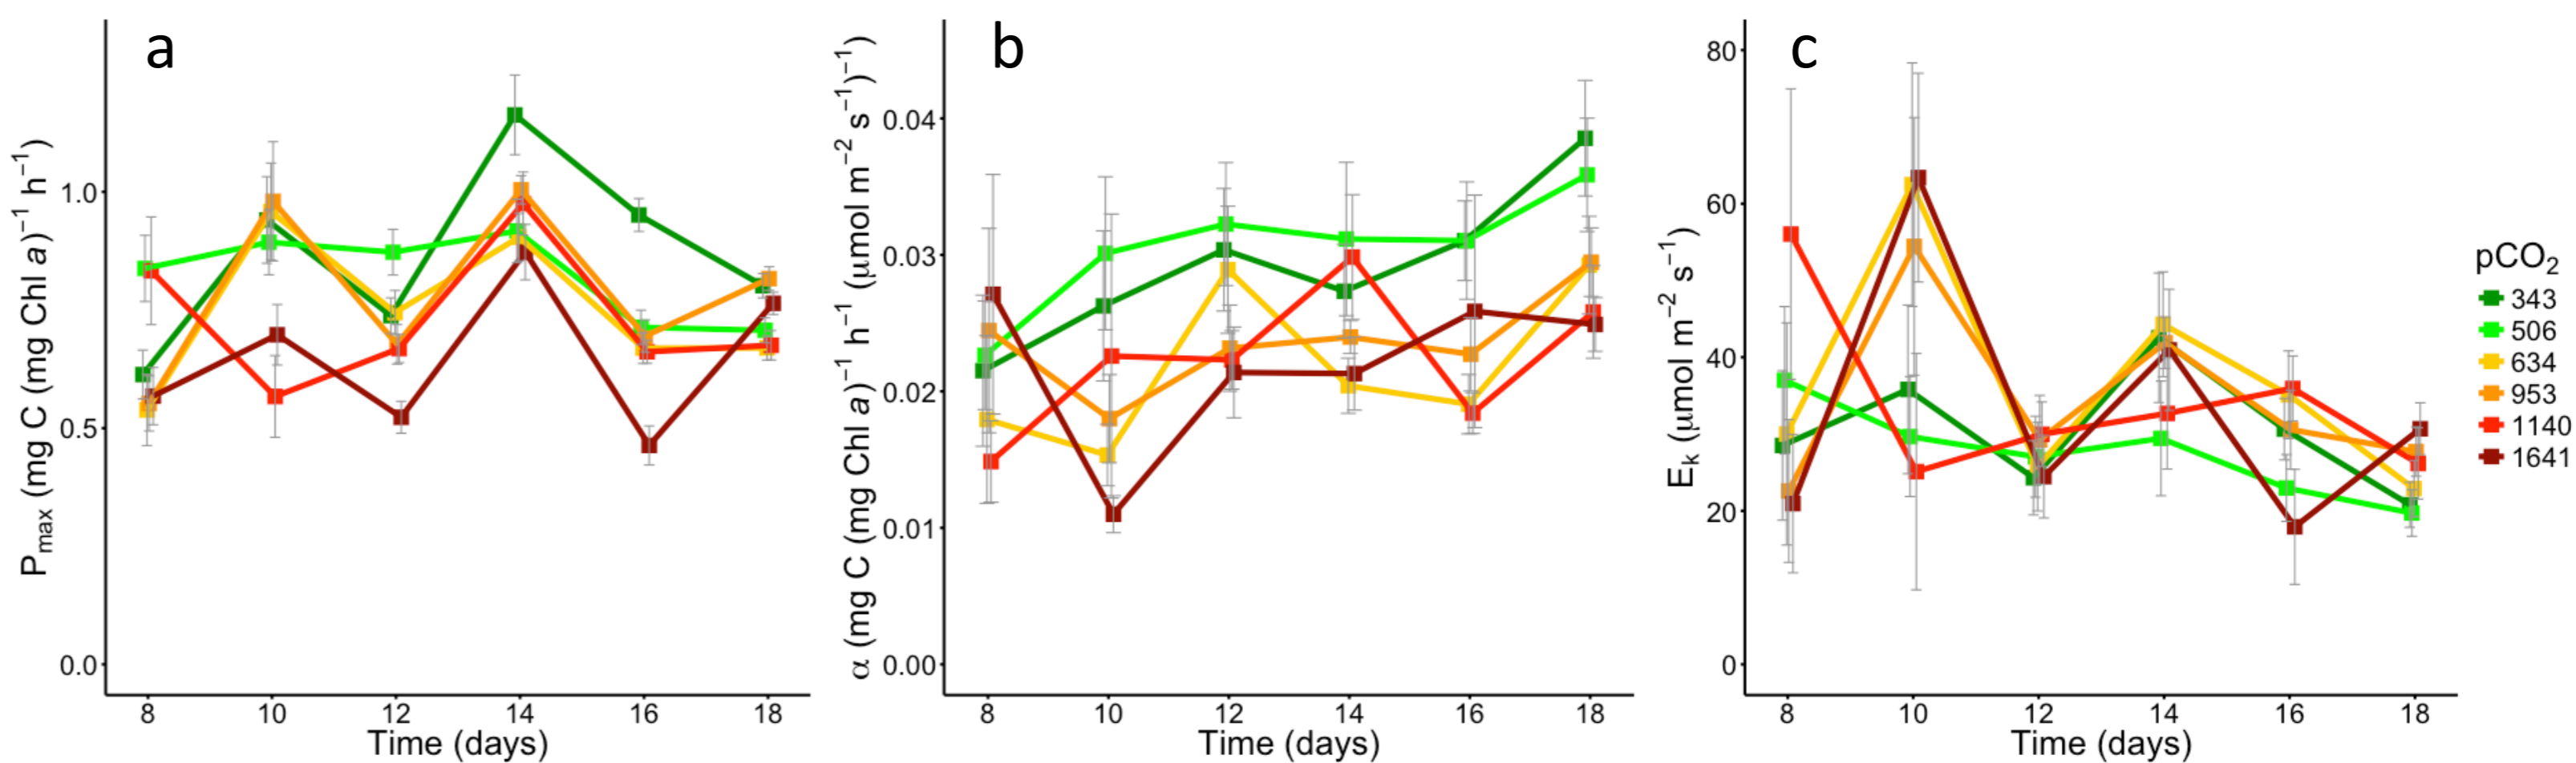 a
P_max (mg C (mg Chl a)⁻¹ h⁻¹)
1.0
0.5
0.0
8 10 12 14 16 18
Time (days)
b
α (mg C (mg Chl a)⁻¹ h⁻¹ (μmol m⁻² s⁻¹)⁻¹)
0.04
0.03
0.02
0.01
0.00
8 10 12 14 16 18
Time (days)
c
E_k (μmol m⁻² s⁻¹)
80
60
40
20
0
8 10 12 14 16 18
Time (days)
pCO₂
343
506
634
953
1140
1641